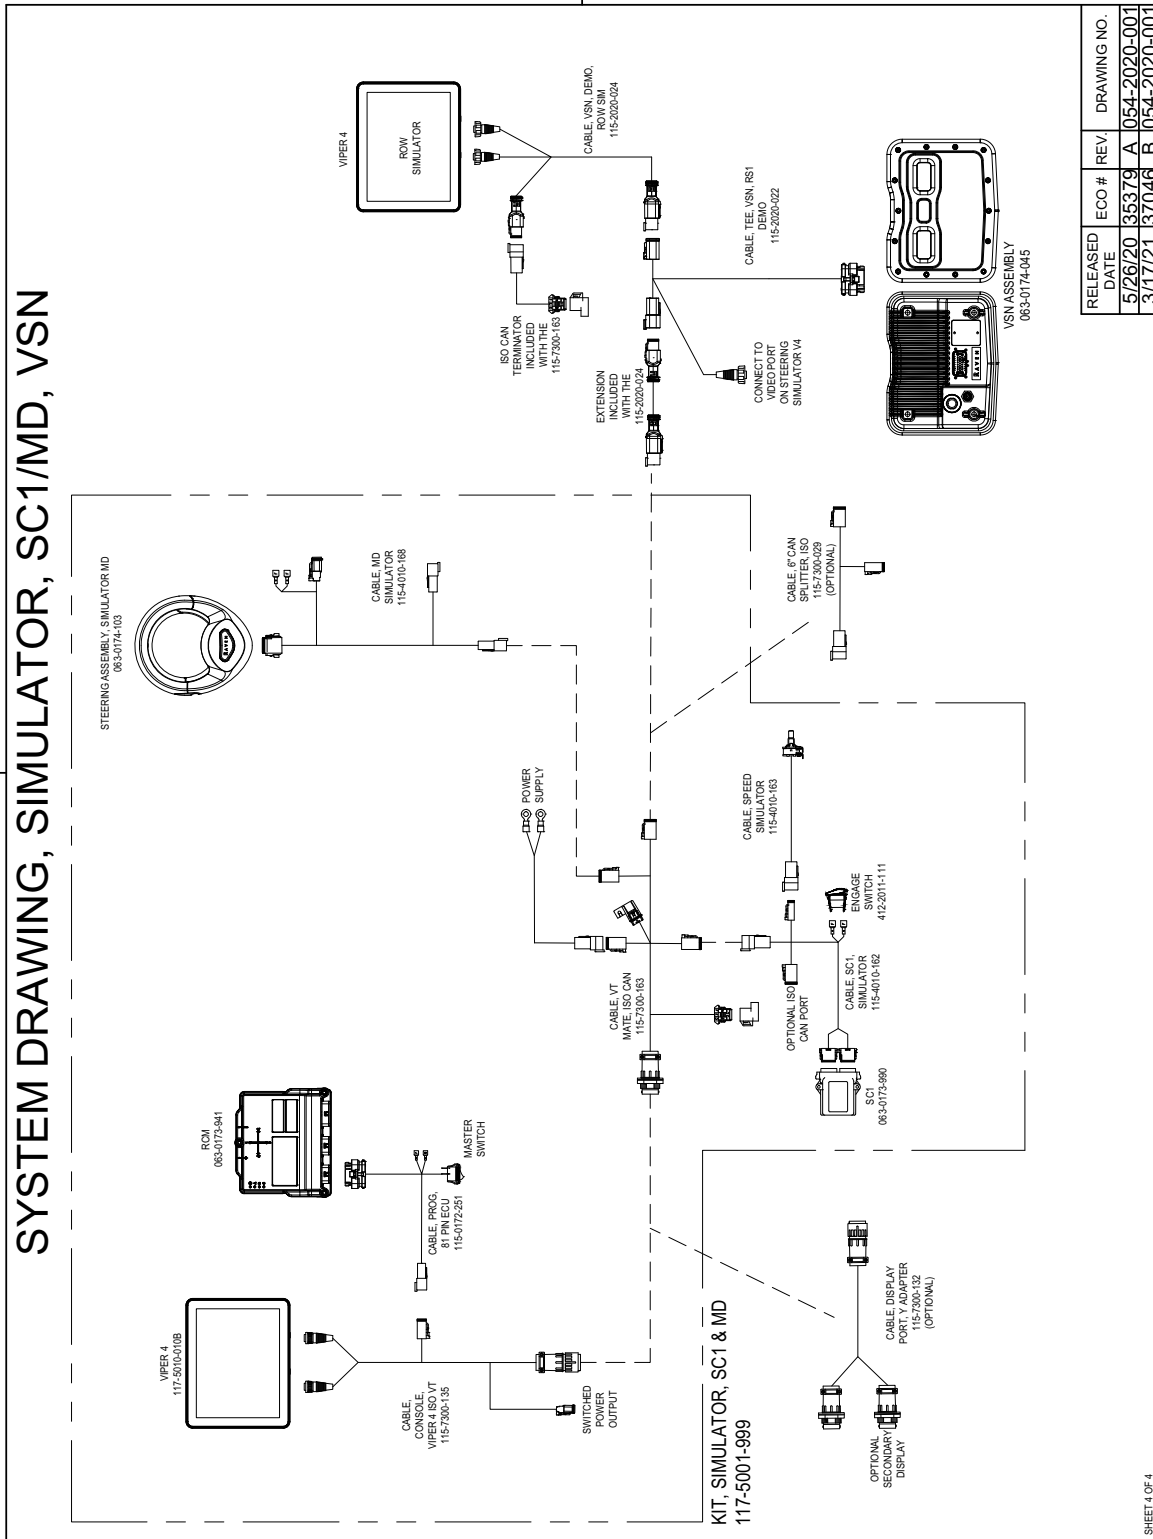 SYSTEM DRAWING, SIMULATOR, SC1/MD, VSN
VIPER 4
117-5010-010B
RCM
063-0173-941
STEERING ASSEMBLY, SIMULATOR MD
063-0174-103
VIPER 4
ROW
SIMULATOR
CABLE, PROG,
81 PIN ECU
115-0172-251
MASTER
SWITCH
CABLE, MD
SIMULATOR
115-4010-168
CABLE, VSN, DEMO,
ROW SIM
115-2020-024
ISO CAN
TERMINATOR
INCLUDED
WITH THE
115-7300-163
CABLE,
CONSOLE,
VIPER 4 ISO VT
115-7300-135
SWITCHED
POWER
OUTPUT
POWER
SUPPLY
EXTENSION
INCLUDED
WITH THE
115-2020-024
CABLE, TEE, VSN, RS1
DEMO
115-2020-022
CONNECT TO
VIDEO PORT
ON STEERING
SIMULATOR V4
CABLE, VT
MATE, ISO CAN
115-7300-163
CABLE, SPEED
SIMULATOR
115-4010-163
CABLE, 6" CAN
SPLITTER, ISO
115-7300-029
(OPTIONAL)
KIT, SIMULATOR, SC1 & MD
117-5001-999
OPTIONAL ISO
CAN PORT
CABLE, SC1,
SIMULATOR
115-4010-162
ENGAGE
SWITCH
412-2011-111
SC1
063-0173-990
OPTIONAL
SECONDARY
DISPLAY
CABLE, DISPLAY
PORT, Y ADAPTER
115-7300-132
(OPTIONAL)
RAVEN
RAVEN
VSN ASSEMBLY
063-0174-045
RELEASED DATE ECO # REV. DRAWING NO.
5/26/20 35379 A 054-2020-001
3/17/21 37046 B 054-2020-001
SHEET 4 OF 4